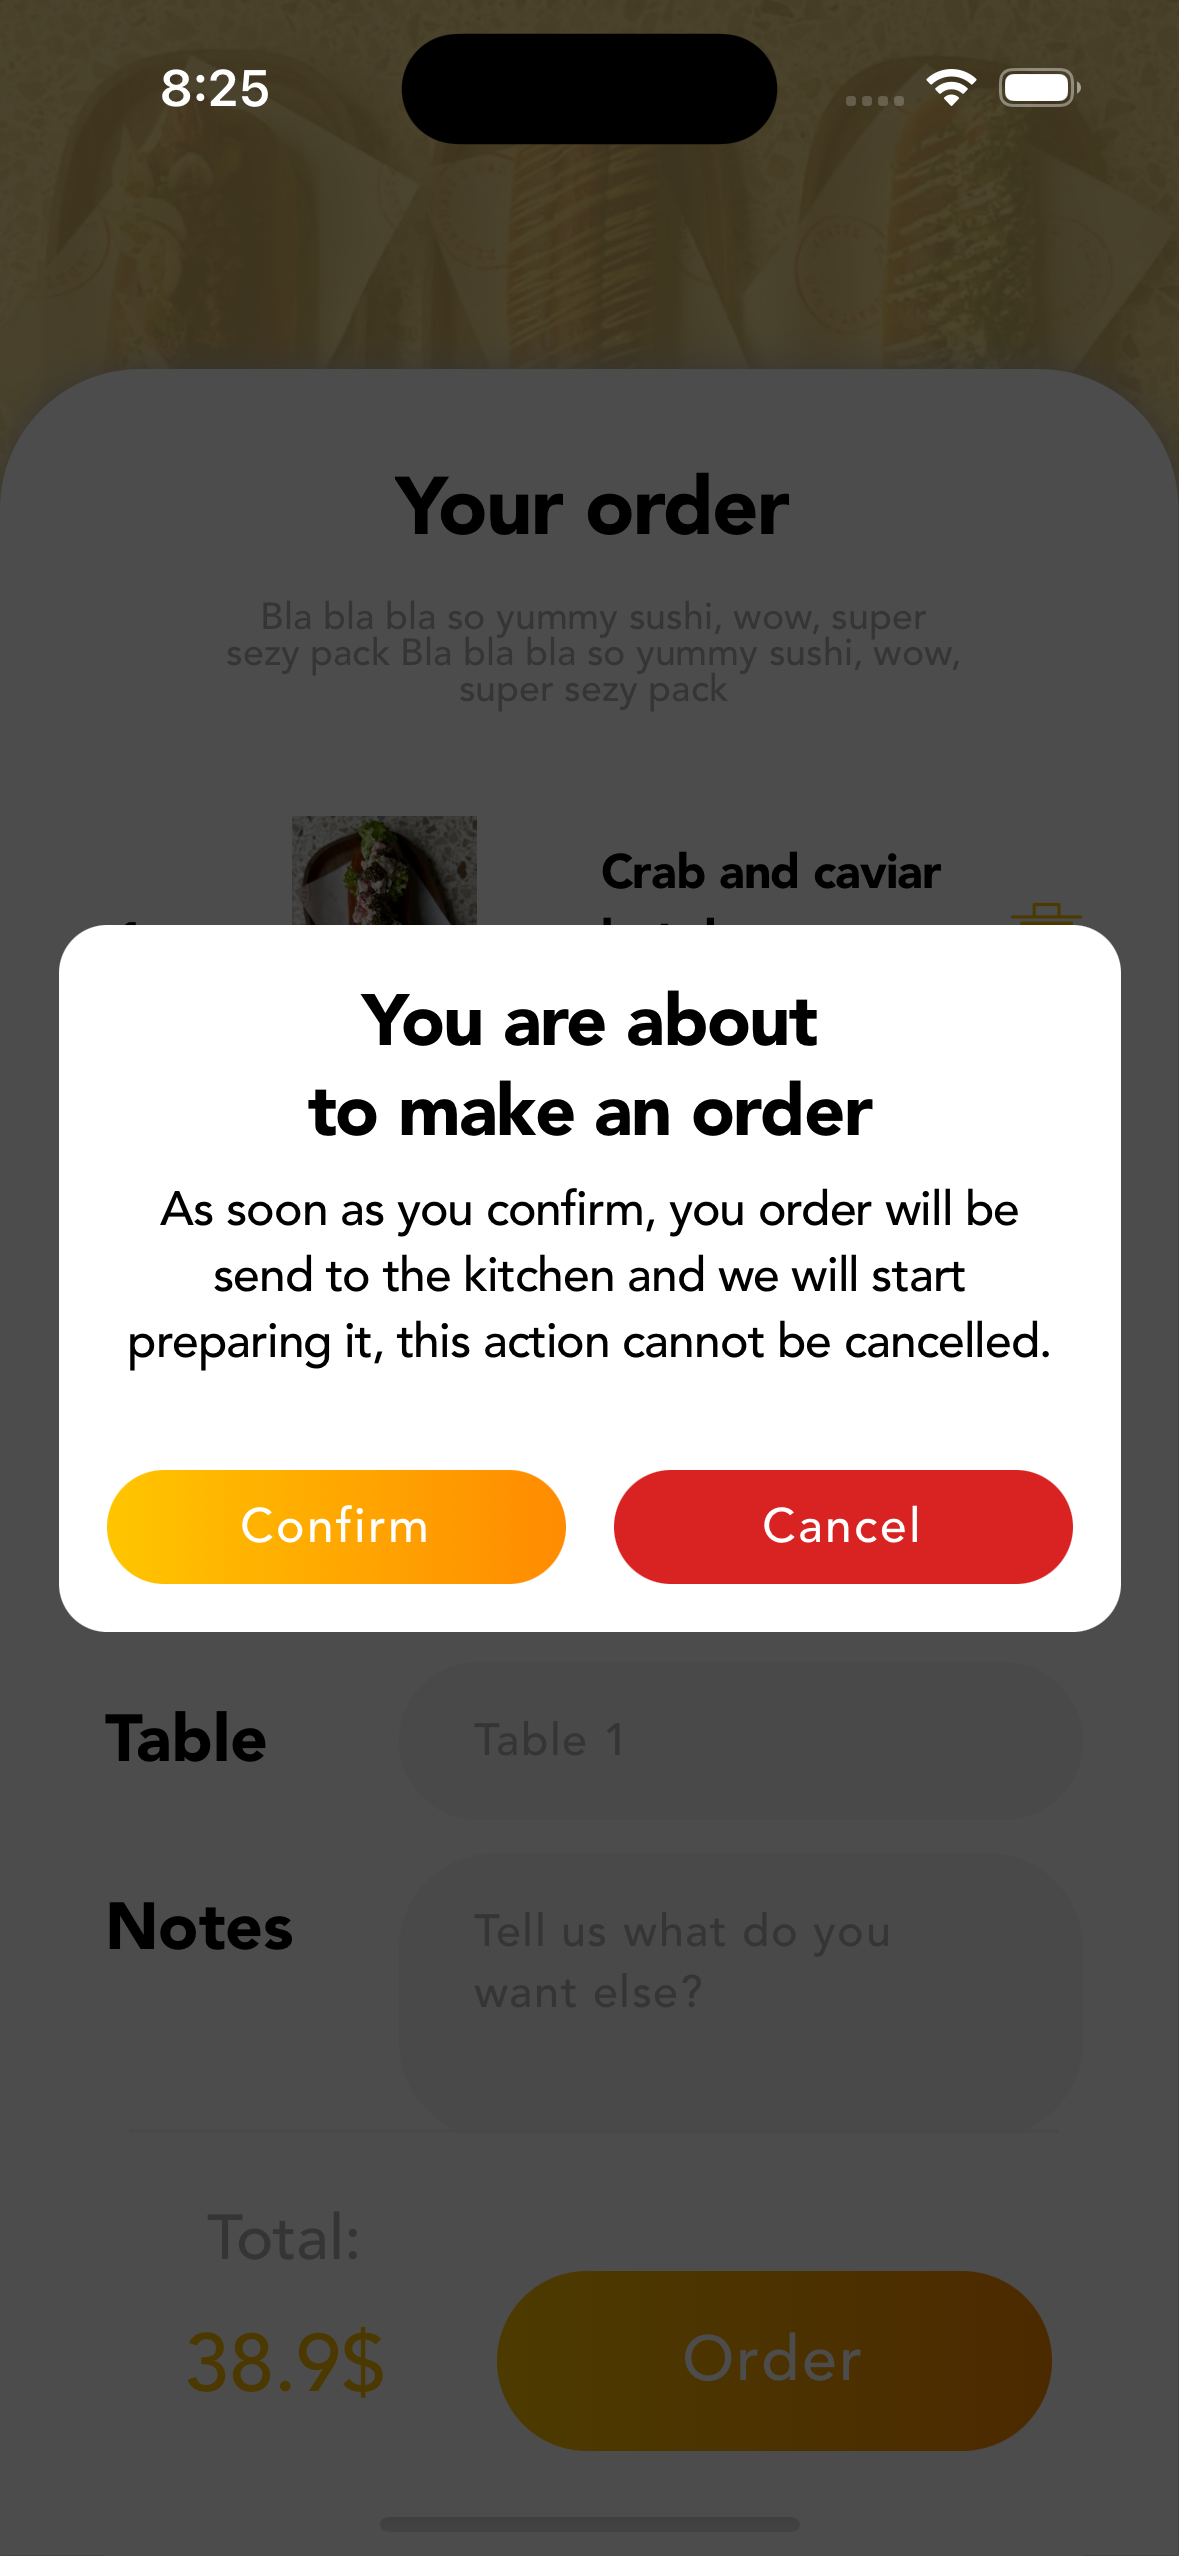 8:25
Your order
Bla bla bla so yummy sushi, wow, super
sezy pack Bla bla bla so yummy sushi, wow,
super sezy pack
Crab and caviar
You are about
to make an order
As soon as you confirm, you order will be
send to the kitchen and we will start
preparing it, this action cannot be cancelled.
Confirm
Cancel
Table
Table 1
Notes
Tell us what do you
want else?
Total:
38.9$
Order